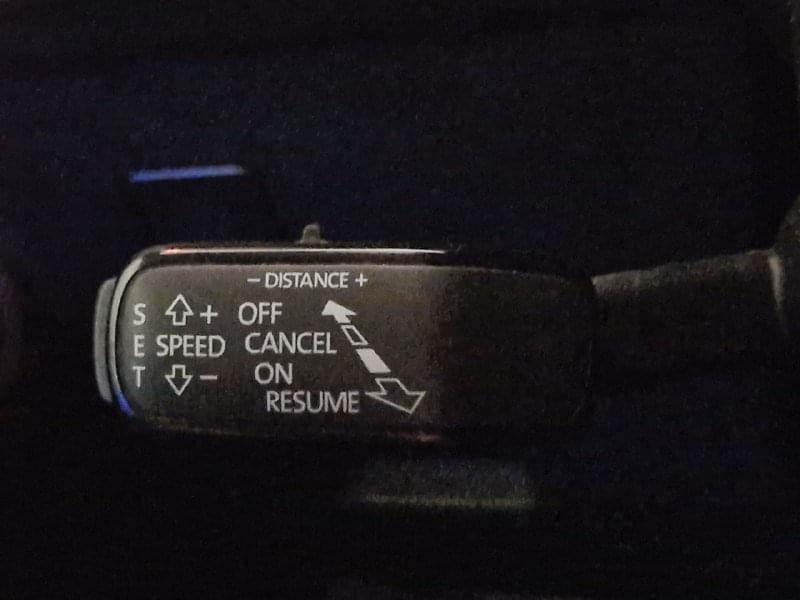 − DISTANCE +
S + OFF
E SPEED CANCEL
T − ON
RESUME